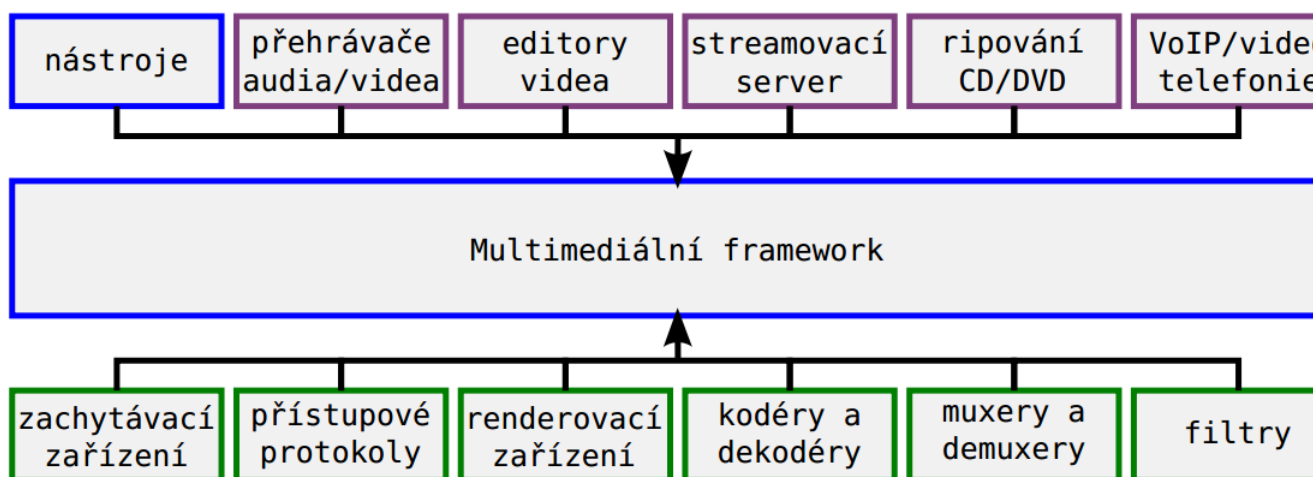 nástroje
přehrávače
audia/videa
editory
videa
streamovací
server
ripování
CD/DVD
VoIP/video
telefonie
Multimediální framework
zachytávací
zařízení
přístupové
protokoly
renderovací
zařízení
kodéry a
dekodéry
muxery a
demuxery
filtry